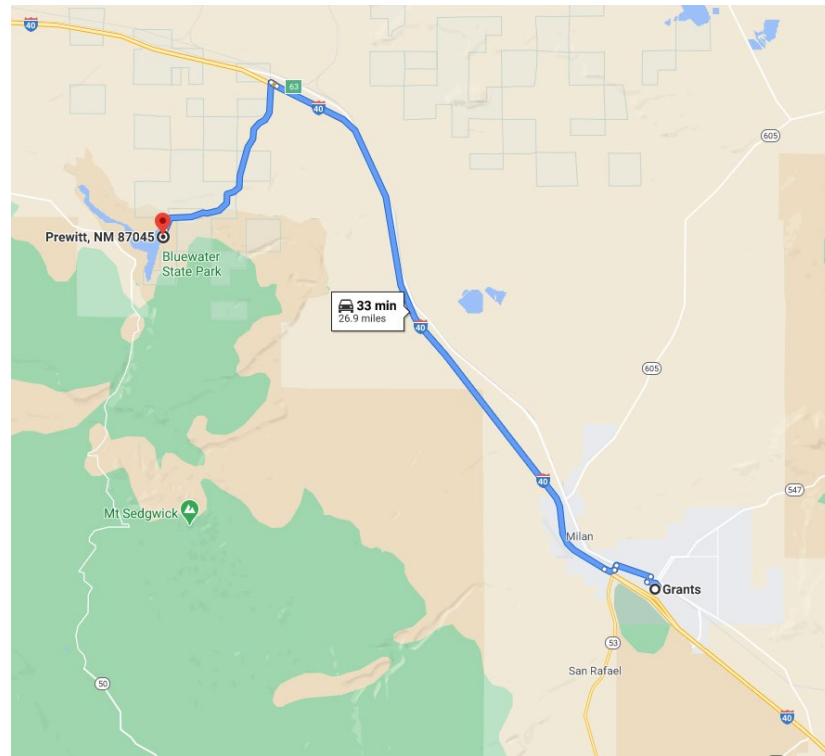 40
63
40
605
Prewitt, NM 87045
Bluewater
State Park
33 min
26.9 miles
40
605
40
547
Mt Sedgwick
Milan
Grants
53
San Rafael
50
40